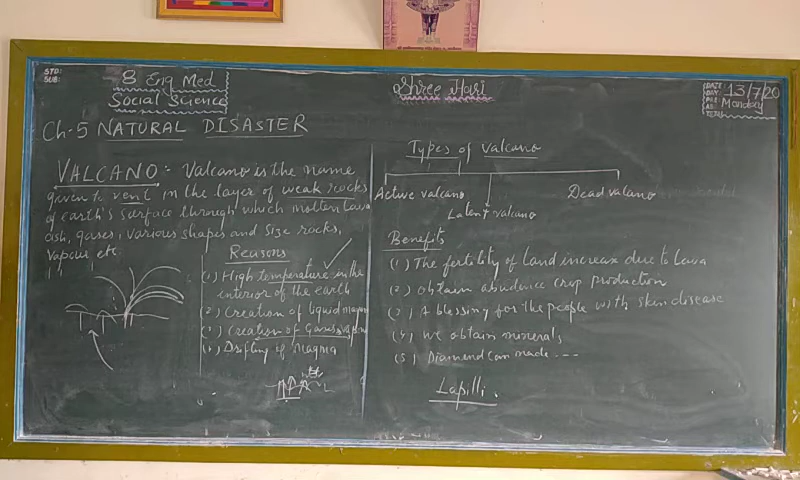 STD:
SUB:
8 Eng Med
Social Science
Shree Hari
DATE: 13/7/20
DAY: Monday
Ch-5 NATURAL DISASTER
VALCANO :- Valcano is the name
given to vent in the layer of weak rocks
of earth's surface through which molten lava
ash, gases, various shapes and size rocks,
vapour etc.
Reasons
(1) High temperature in the
interior of the earth
(2) Creation of liquid magma
(3) Creation of Gases, vapour
(4) Drifting of magma
Types of Valcano
Active valcano
Latent valcano
Dead valcano
Benefits
(1) The fertility of land increase due to Lava
(2) Obtain abundence crop production
(3) A blessing for the people with skin disease
(4) We obtain minerals
(5) Diamond can made ...
Lapilli.